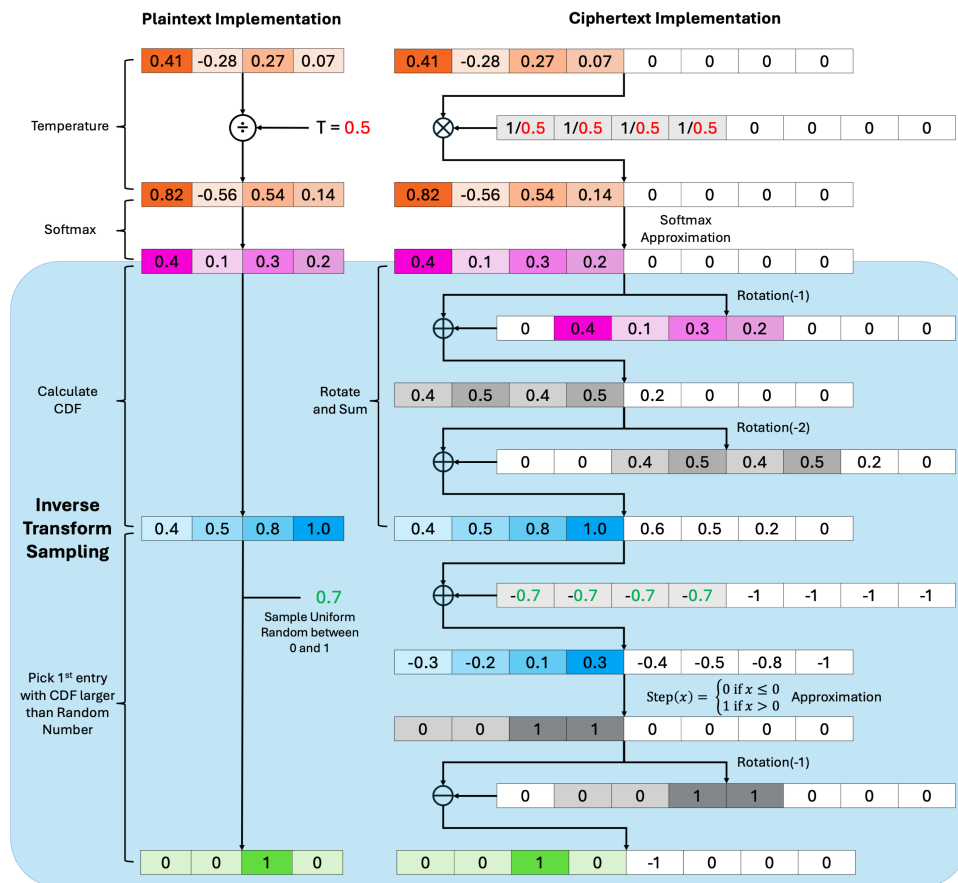 Plaintext Implementation
Ciphertext Implementation
0.41 -0.28 0.27 0.07
0.41 -0.28 0.27 0.07 0 0 0 0
Temperature
÷
T = 0.5
1/0.5 1/0.5 1/0.5 1/0.5 0 0 0 0
0.82 -0.56 0.54 0.14
0.82 -0.56 0.54 0.14 0 0 0 0
Softmax
Softmax
Approximation
0.4 0.1 0.3 0.2
0.4 0.1 0.3 0.2 0 0 0 0
Rotation(-1)
0 0.4 0.1 0.3 0.2 0 0 0
Calculate
CDF
Rotate
and Sum
0.4 0.5 0.4 0.5 0.2 0 0 0
Rotation(-2)
0 0 0.4 0.5 0.4 0.5 0.2 0
Inverse
Transform
Sampling
0.4 0.5 0.8 1.0
0.4 0.5 0.8 1.0 0.6 0.5 0.2 0
0.7
Sample Uniform
Random between
0 and 1
-0.7 -0.7 -0.7 -0.7 -1 -1 -1 -1
Pick 1st entry
with CDF larger
than Random
Number
-0.3 -0.2 0.1 0.3 -0.4 -0.5 -0.8 -1
Step(x) = {0 if x ≤ 0
1 if x > 0
Approximation
0 0 1 1 0 0 0 0
Rotation(-1)
0 0 0 1 1 0 0 0
0 0 1 0
0 0 1 0 -1 0 0 0